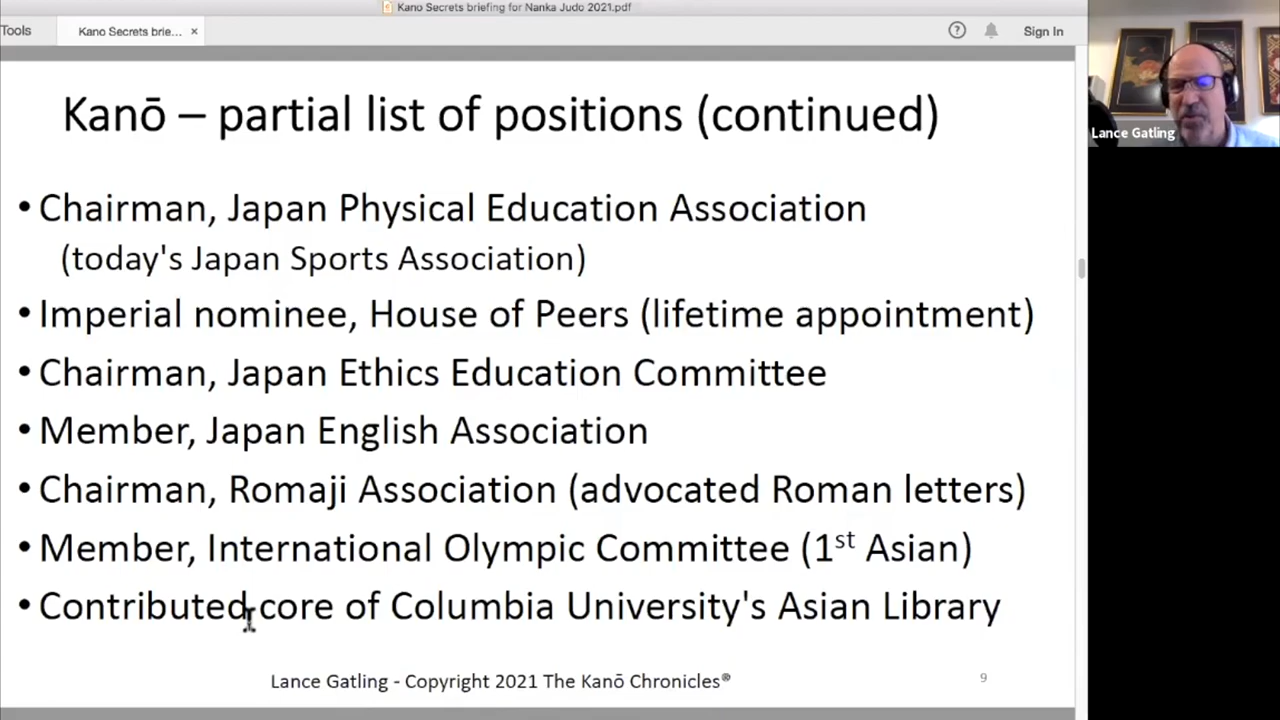 Kano Secrets briefing for Nanka Judo 2021.pdf
Tools
Kano Secrets brie... ×
? Sign In
Kanō – partial list of positions (continued)
• Chairman, Japan Physical Education Association
(today's Japan Sports Association)
• Imperial nominee, House of Peers (lifetime appointment)
• Chairman, Japan Ethics Education Committee
• Member, Japan English Association
• Chairman, Romaji Association (advocated Roman letters)
• Member, International Olympic Committee (1st Asian)
• Contributed core of Columbia University's Asian Library
Lance Gatling - Copyright 2021 The Kanō Chronicles®
9
Lance Gatling